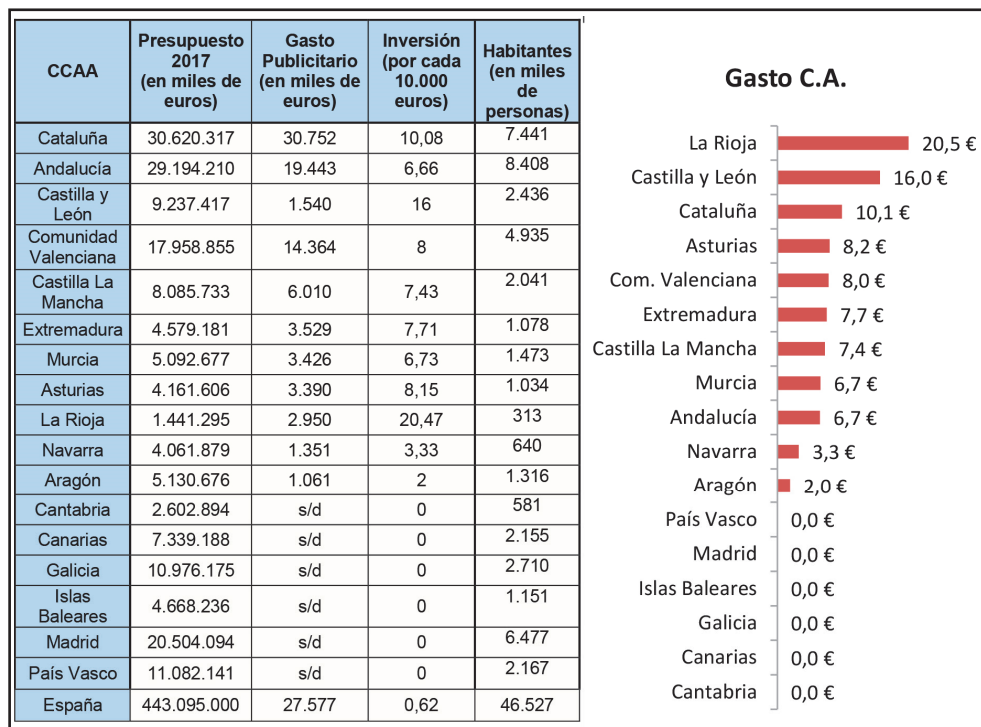 CCAA
Presupuesto
2017
(en miles de
euros)
Gasto
Publicitario
(en miles de
euros)
Inversión
(por cada
10.000
euros)
Habitantes
(en miles
de
personas)
Cataluña 30.620.317 30.752 10,08 7.441
Andalucía 29.194.210 19.443 6,66 8.408
Castilla y
León 9.237.417 1.540 16 2.436
Comunidad
Valenciana 17.958.855 14.364 8 4.935
Castilla La
Mancha 8.085.733 6.010 7,43 2.041
Extremadura 4.579.181 3.529 7,71 1.078
Murcia 5.092.677 3.426 6,73 1.473
Asturias 4.161.606 3.390 8,15 1.034
La Rioja 1.441.295 2.950 20,47 313
Navarra 4.061.879 1.351 3,33 640
Aragón 5.130.676 1.061 2 1.316
Cantabria 2.602.894 s/d 0 581
Canarias 7.339.188 s/d 0 2.155
Galicia 10.976.175 s/d 0 2.710
Islas
Baleares 4.668.236 s/d 0 1.151
Madrid 20.504.094 s/d 0 6.477
País Vasco 11.082.141 s/d 0 2.167
España 443.095.000 27.577 0,62 46.527
Gasto C.A.
La Rioja 20,5 €
Castilla y León 16,0 €
Cataluña 10,1 €
Asturias 8,2 €
Com. Valenciana 8,0 €
Extremadura 7,7 €
Castilla La Mancha 7,4 €
Murcia 6,7 €
Andalucía 6,7 €
Navarra 3,3 €
Aragón 2,0 €
País Vasco 0,0 €
Madrid 0,0 €
Islas Baleares 0,0 €
Galicia 0,0 €
Canarias 0,0 €
Cantabria 0,0 €